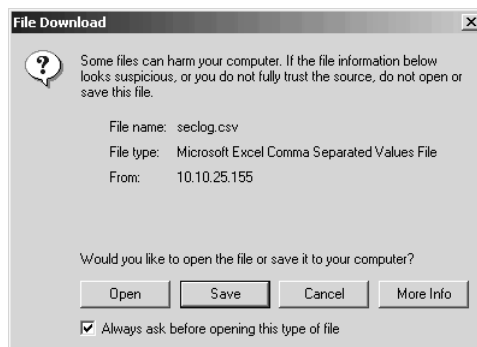 File Download
Some files can harm your computer. If the file information below
looks suspicious, or you do not fully trust the source, do not open or
save this file.
File name: seclog.csv
File type: Microsoft Excel Comma Separated Values File
From: 10.10.25.155
Would you like to open the file or save it to your computer?
Open Save Cancel More Info
Always ask before opening this type of file